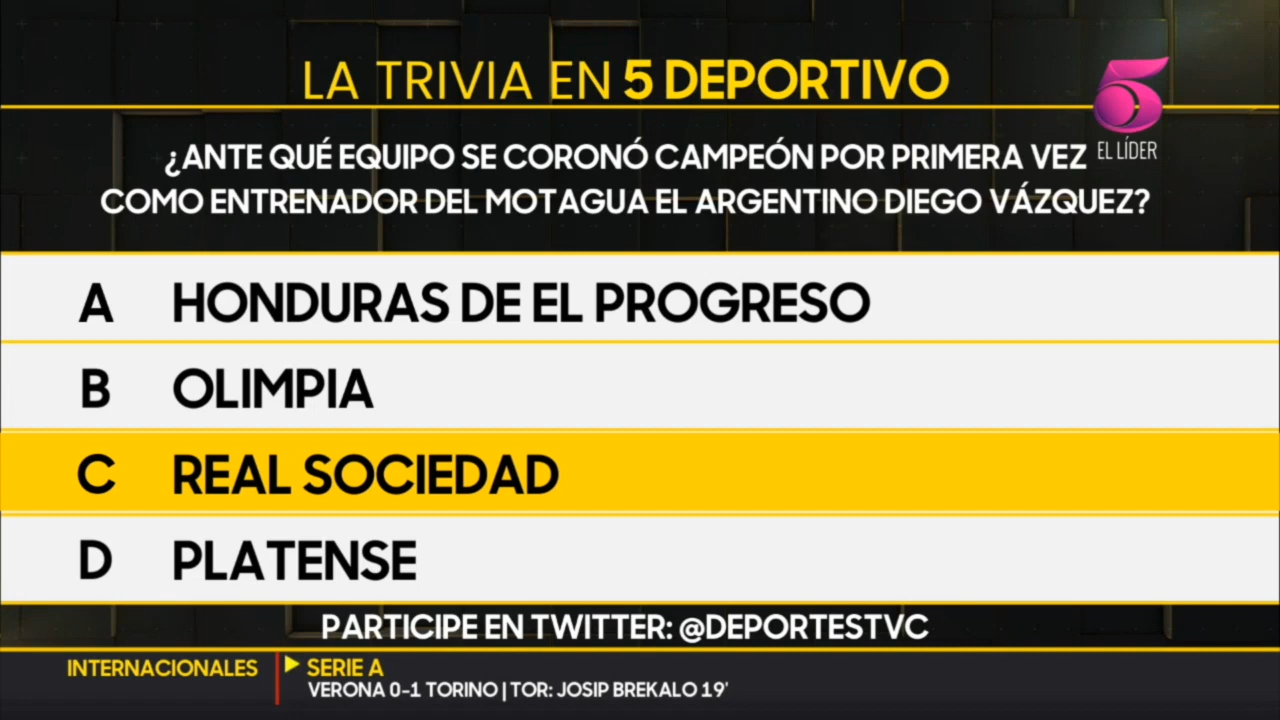 LA TRIVIA EN 5 DEPORTIVO
5
EL LÍDER
¿ANTE QUÉ EQUIPO SE CORONÓ CAMPEÓN POR PRIMERA VEZ
COMO ENTRENADOR DEL MOTAGUA EL ARGENTINO DIEGO VÁZQUEZ?
A HONDURAS DE EL PROGRESO
B OLIMPIA
C REAL SOCIEDAD
D PLATENSE
PARTICIPE EN TWITTER: @DEPORTESTVC
INTERNACIONALES SERIE A
VERONA 0-1 TORINO | TOR: JOSIP BREKALO 19'